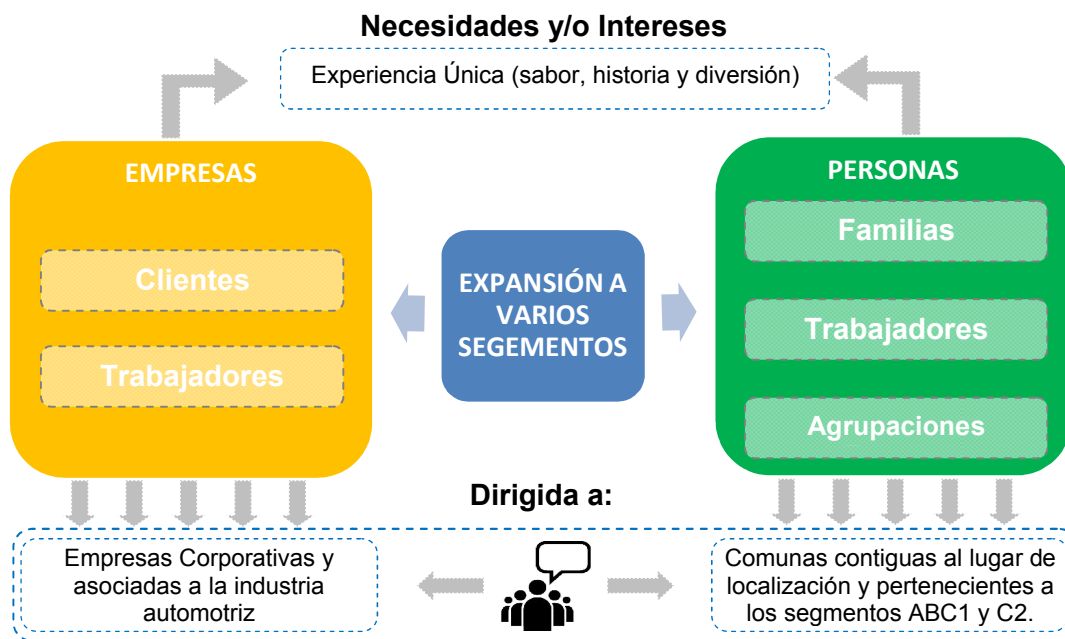 Necesidades y/o Intereses
Experiencia Única (sabor, historia y diversión)
EMPRESAS
Clientes
Trabajadores
EXPANSIÓN A
VARIOS
SEGEMENTOS
PERSONAS
Familias
Trabajadores
Agrupaciones
Dirigida a:
Empresas Corporativas y
asociadas a la industria
automotriz
Comunas contiguas al lugar de
localización y pertenecientes a
los segmentos ABC1 y C2.